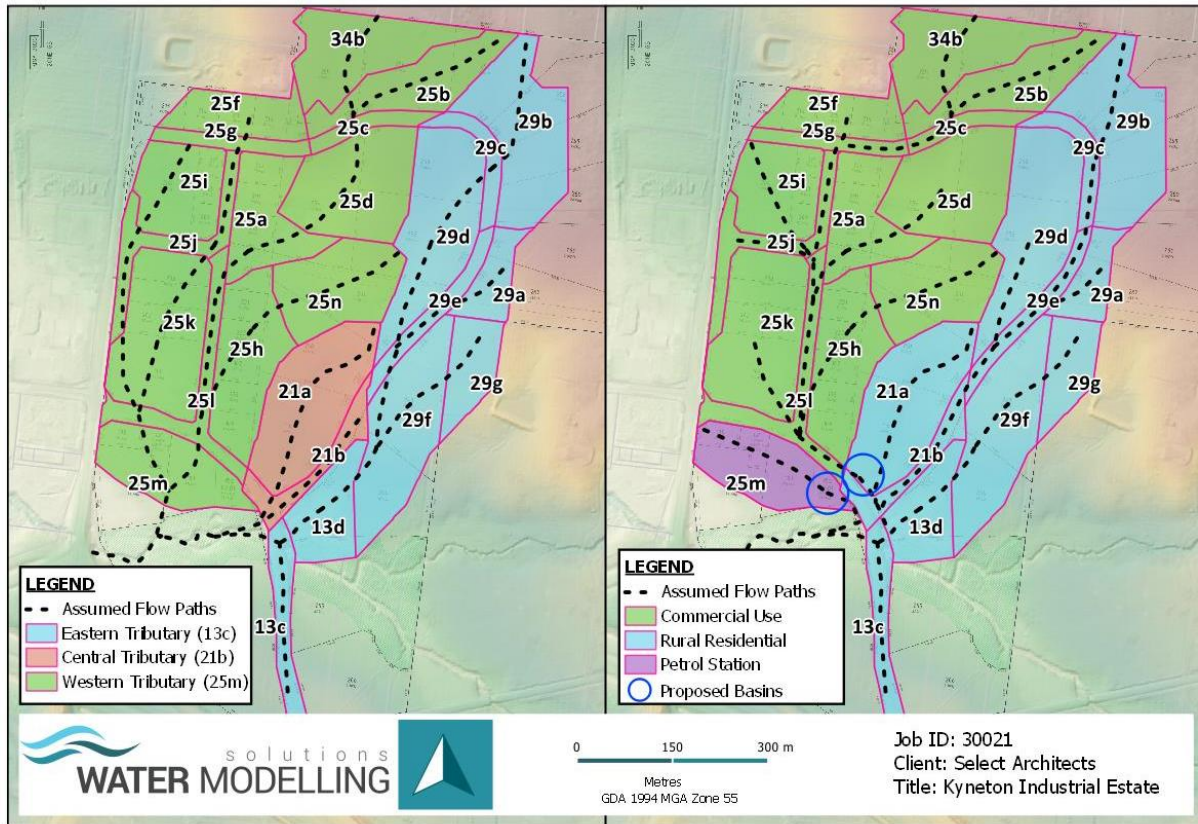 34b
25f
25b
25g
25c
29b
29c
25i
25a
25d
25j
29d
29e
29a
25n
25k
25h
29g
21a
25l
29f
21b
25m
13d
13c
LEGEND
Assumed Flow Paths
Eastern Tributary (13c)
Central Tributary (21b)
Western Tributary (25m)
34b
25f
25b
25g
25c
29b
29c
25i
25a
25d
25j
29d
29e
29a
25n
25k
25h
29g
21a
25l
29f
21b
25m
13d
13c
LEGEND
Assumed Flow Paths
Commercial Use
Rural Residential
Petrol Station
Proposed Basins
solutions
WATER MODELLING
0 150 300 m
Metres
GDA 1994 MGA Zone 55
Job ID: 30021
Client: Select Architects
Title: Kyneton Industrial Estate